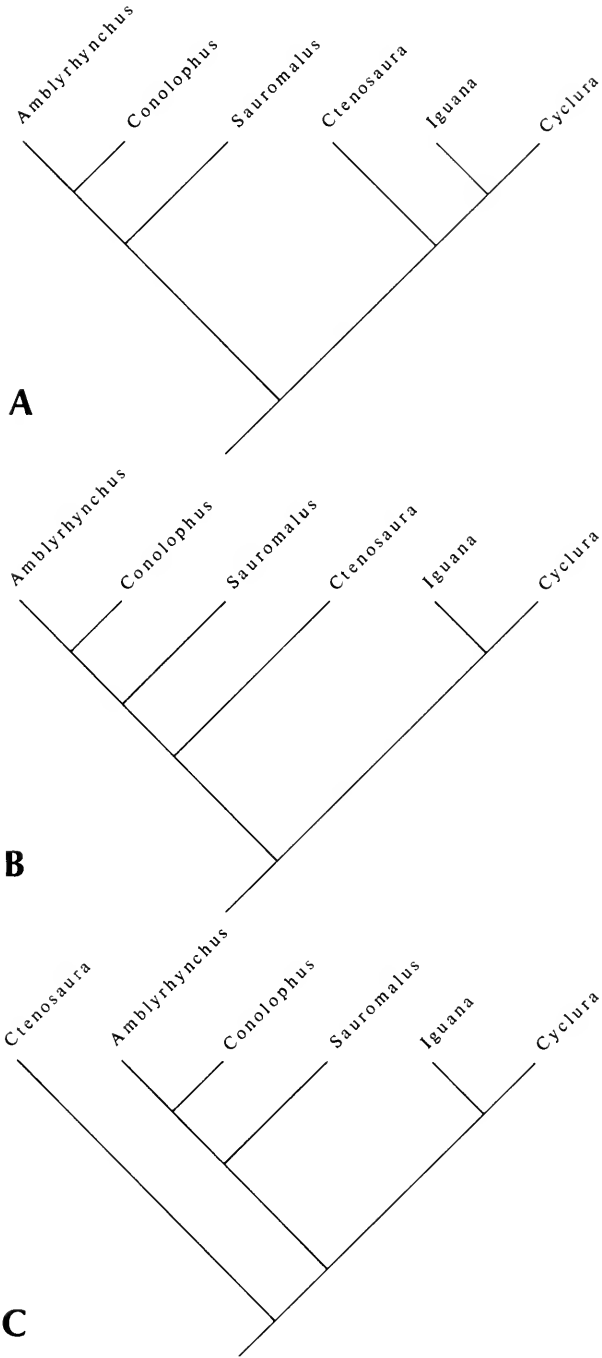 Amblyrhynchus
Conolophus
Sauromalus
Ctenosaura
Iguana
Cyclura
A
Amblyrhynchus
Conolophus
Sauromalus
Ctenosaura
Iguana
Cyclura
B
Ctenosaura
Amblyrhynchus
Conolophus
Sauromalus
Iguana
Cyclura
C